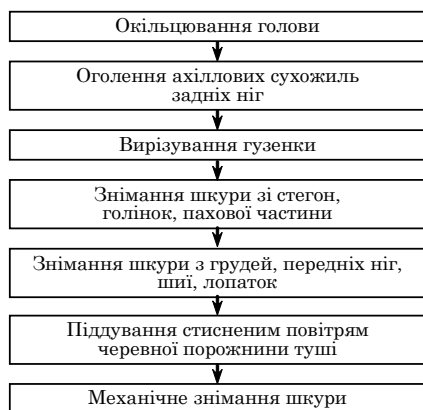 Окільцювання голови
Оголення ахіллових сухожиль
задніх ніг
Вирізування гузенки
Знімання шкури зі стегон,
голінок, пахової частини
Знімання шкури з грудей, передніх ніг,
шиї, лопаток
Піддування стисненим повітрям
черевної порожнини туші
Механічне знімання шкури